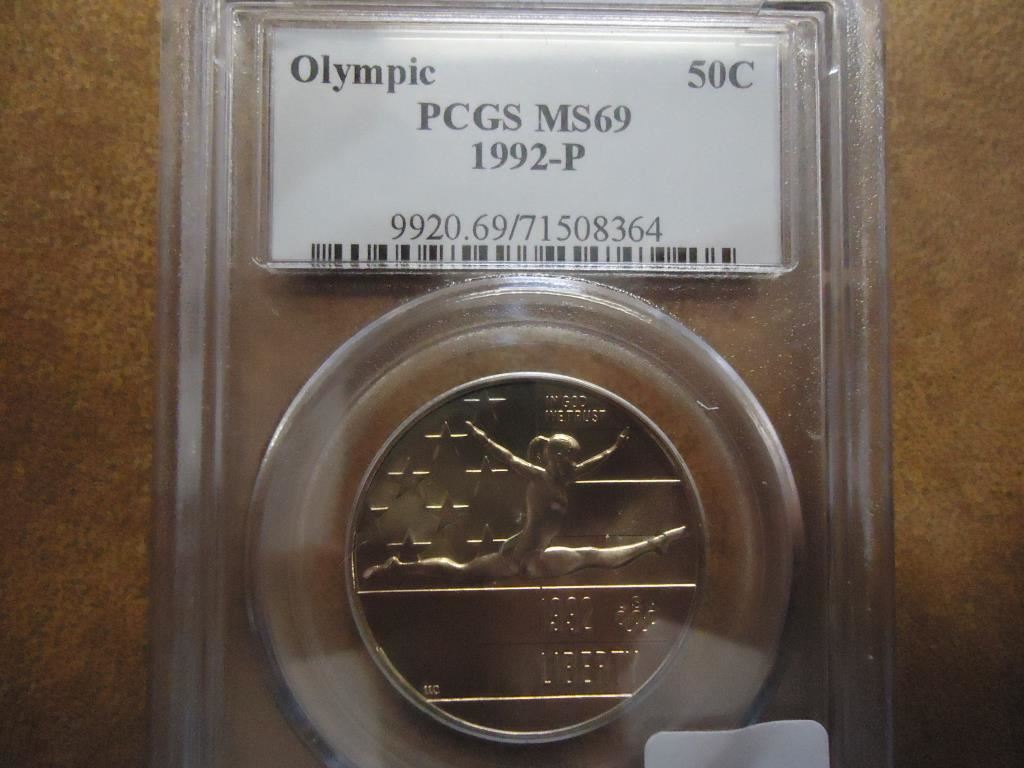 Olympic 50C
PCGS MS69
1992-P
9920.69/71508364
IN GOD
WE TRUST
1992
LIBERTY